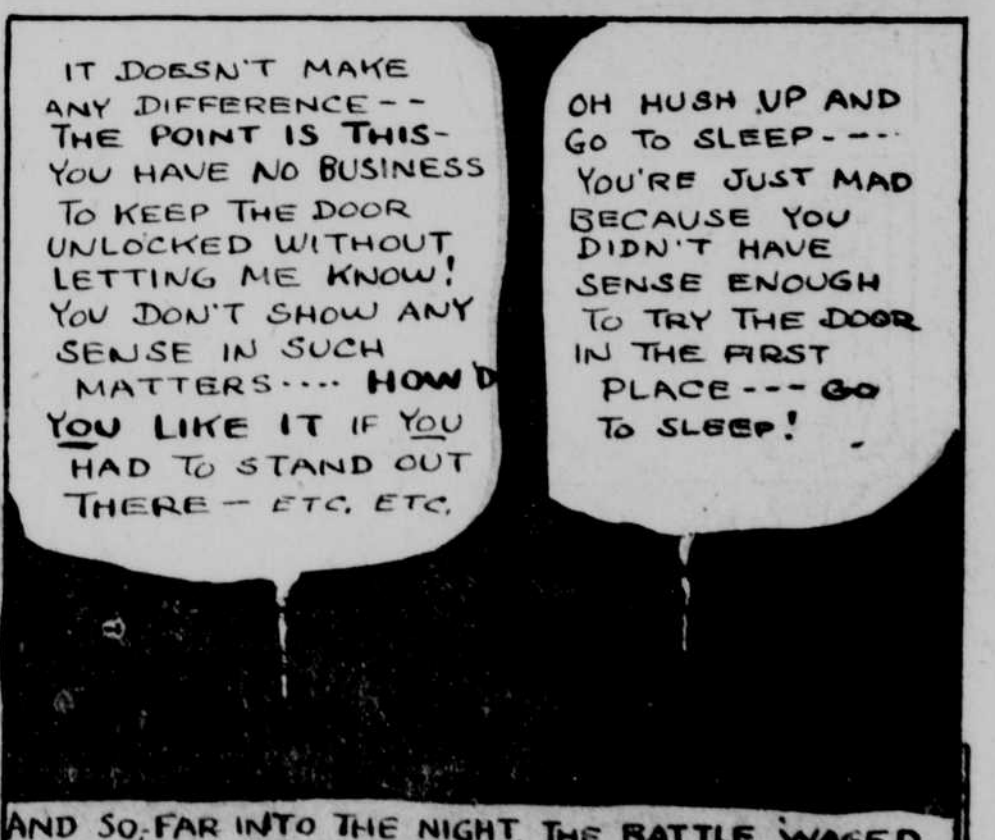 IT DOESN'T MAKE
ANY DIFFERENCE--
THE POINT IS THIS-
YOU HAVE NO BUSINESS
TO KEEP THE DOOR
UNLOCKED WITHOUT
LETTING ME KNOW!
YOU DON'T SHOW ANY
SENSE IN SUCH
MATTERS.... HOW'D
YOU LIKE IT IF YOU
HAD TO STAND OUT
THERE - ETC. ETC.
OH HUSH UP AND
GO TO SLEEP----
YOU'RE JUST MAD
BECAUSE YOU
DIDN'T HAVE
SENSE ENOUGH
TO TRY THE DOOR
IN THE FIRST
PLACE--- GO
TO SLEEP!
AND SO, FAR INTO THE NIGHT THE BATTLE WAGED